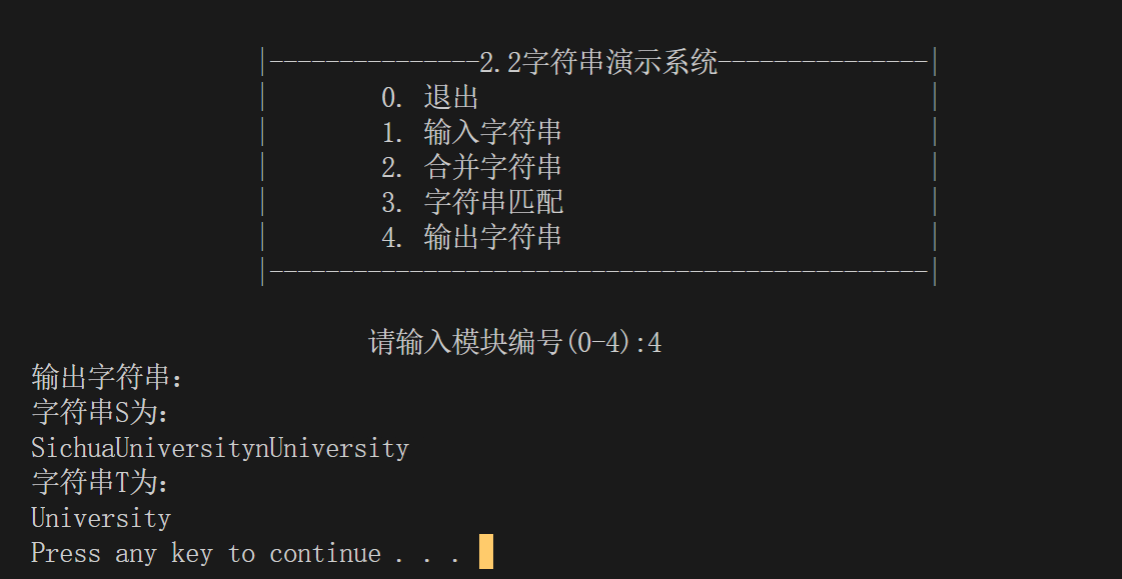 |---------------2.2字符串演示系统---------------|
| 0. 退出 |
| 1. 输入字符串 |
| 2. 合并字符串 |
| 3. 字符串匹配 |
| 4. 输出字符串 |
|-----------------------------------------------|
请输入模块编号(0-4):4
输出字符串:
字符串S为:
SichuaUniversitynUniversity
字符串T为:
University
Press any key to continue . . .